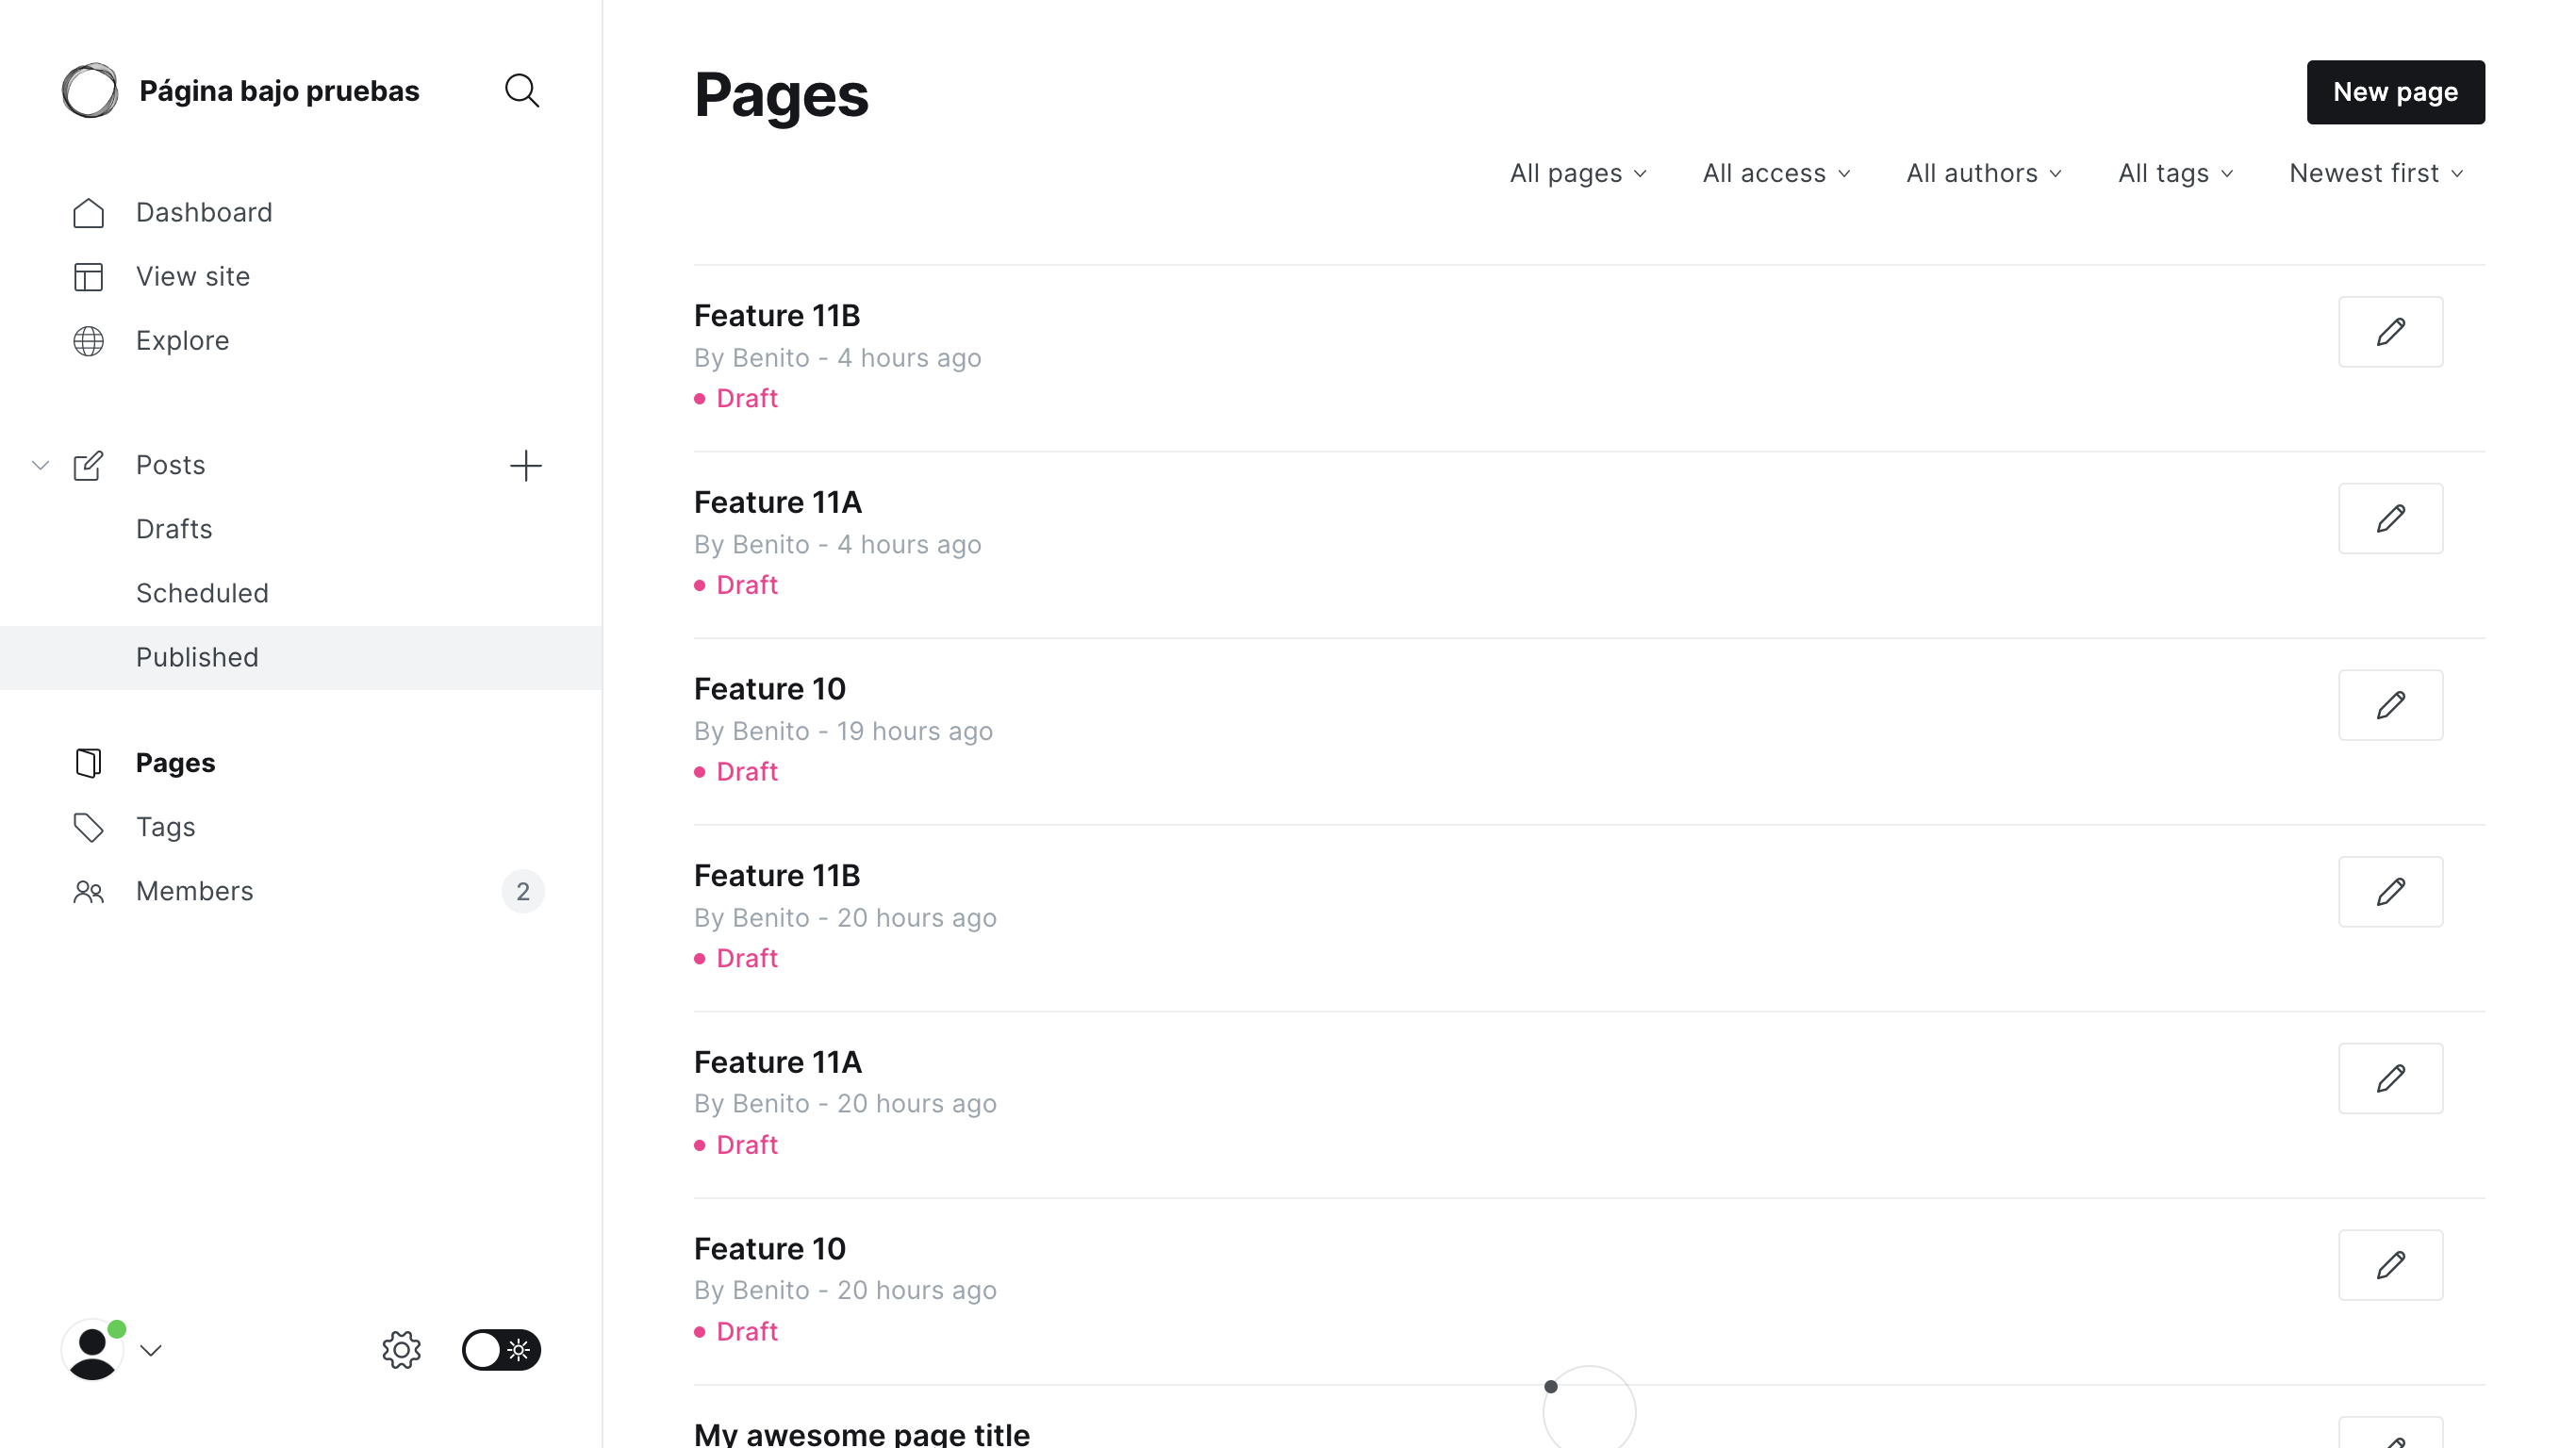 Página bajo pruebas
Dashboard
View site
Explore
Posts
Drafts
Scheduled
Published
Pages
Tags
Members
2
Pages
New page
All pages
All access
All authors
All tags
Newest first
Feature 11B
By Benito - 4 hours ago
Draft
Feature 11A
By Benito - 4 hours ago
Draft
Feature 10
By Benito - 19 hours ago
Draft
Feature 11B
By Benito - 20 hours ago
Draft
Feature 11A
By Benito - 20 hours ago
Draft
Feature 10
By Benito - 20 hours ago
Draft
My awesome page title